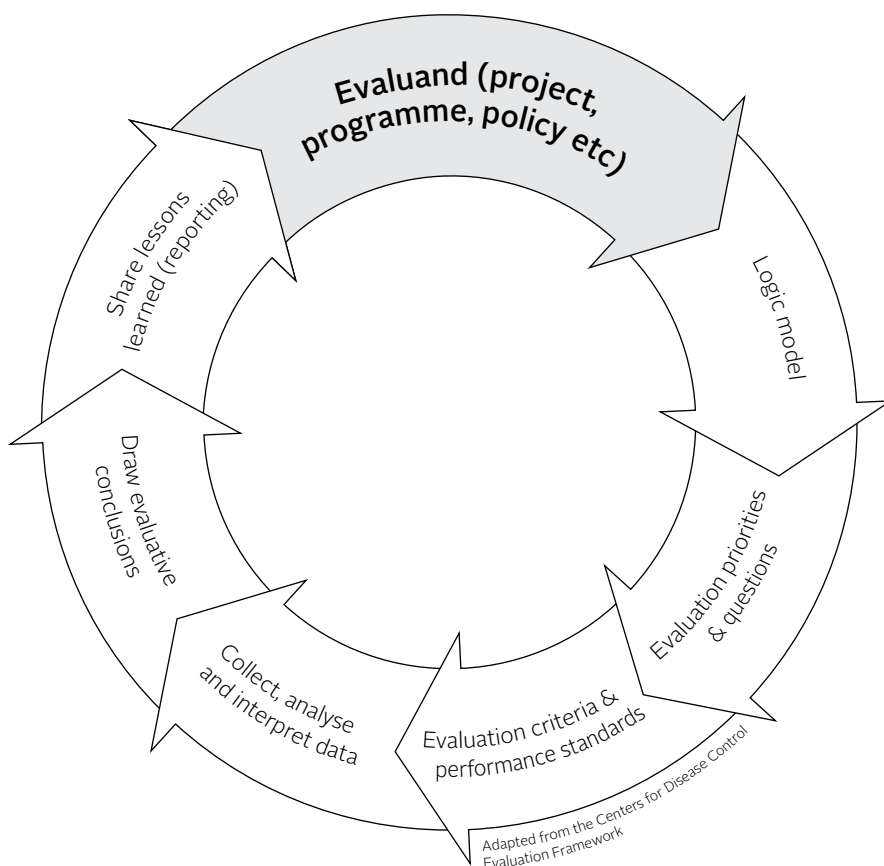 Evaluand (project,
programme, policy etc)
Logic model
Evaluation priorities
& questions
Evaluation criteria &
performance standards
Collect, analyse
and interpret data
Draw evaluative
conclusions
Share lessons
learned (reporting)
Adapted from the Centers for Disease Control
Evaluation Framework